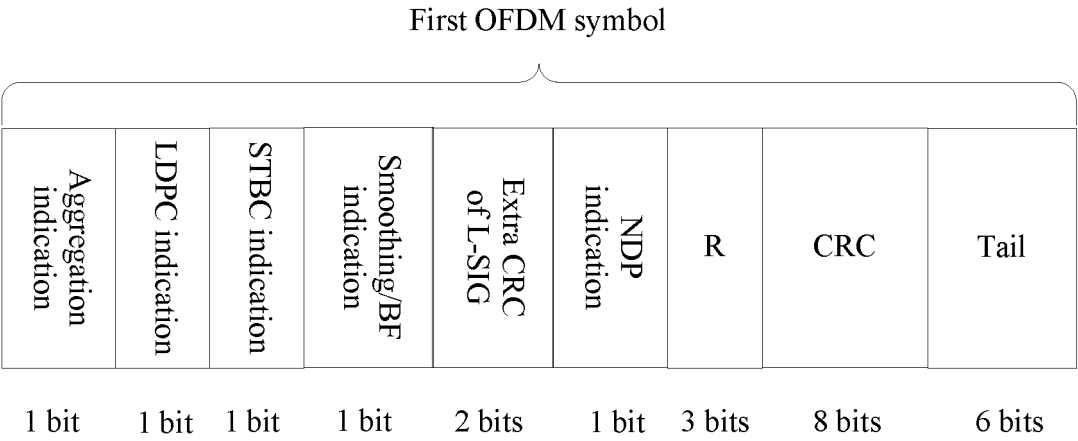 First OFDM symbol
Aggregation
indication
LDPC indication
STBC indication
Smoothing/BF
indication
Extra CRC
of L-SIG
NDP
indication
R
CRC
Tail
1 bit
1 bit
1 bit
1 bit
2 bits
1 bit
3 bits
8 bits
6 bits